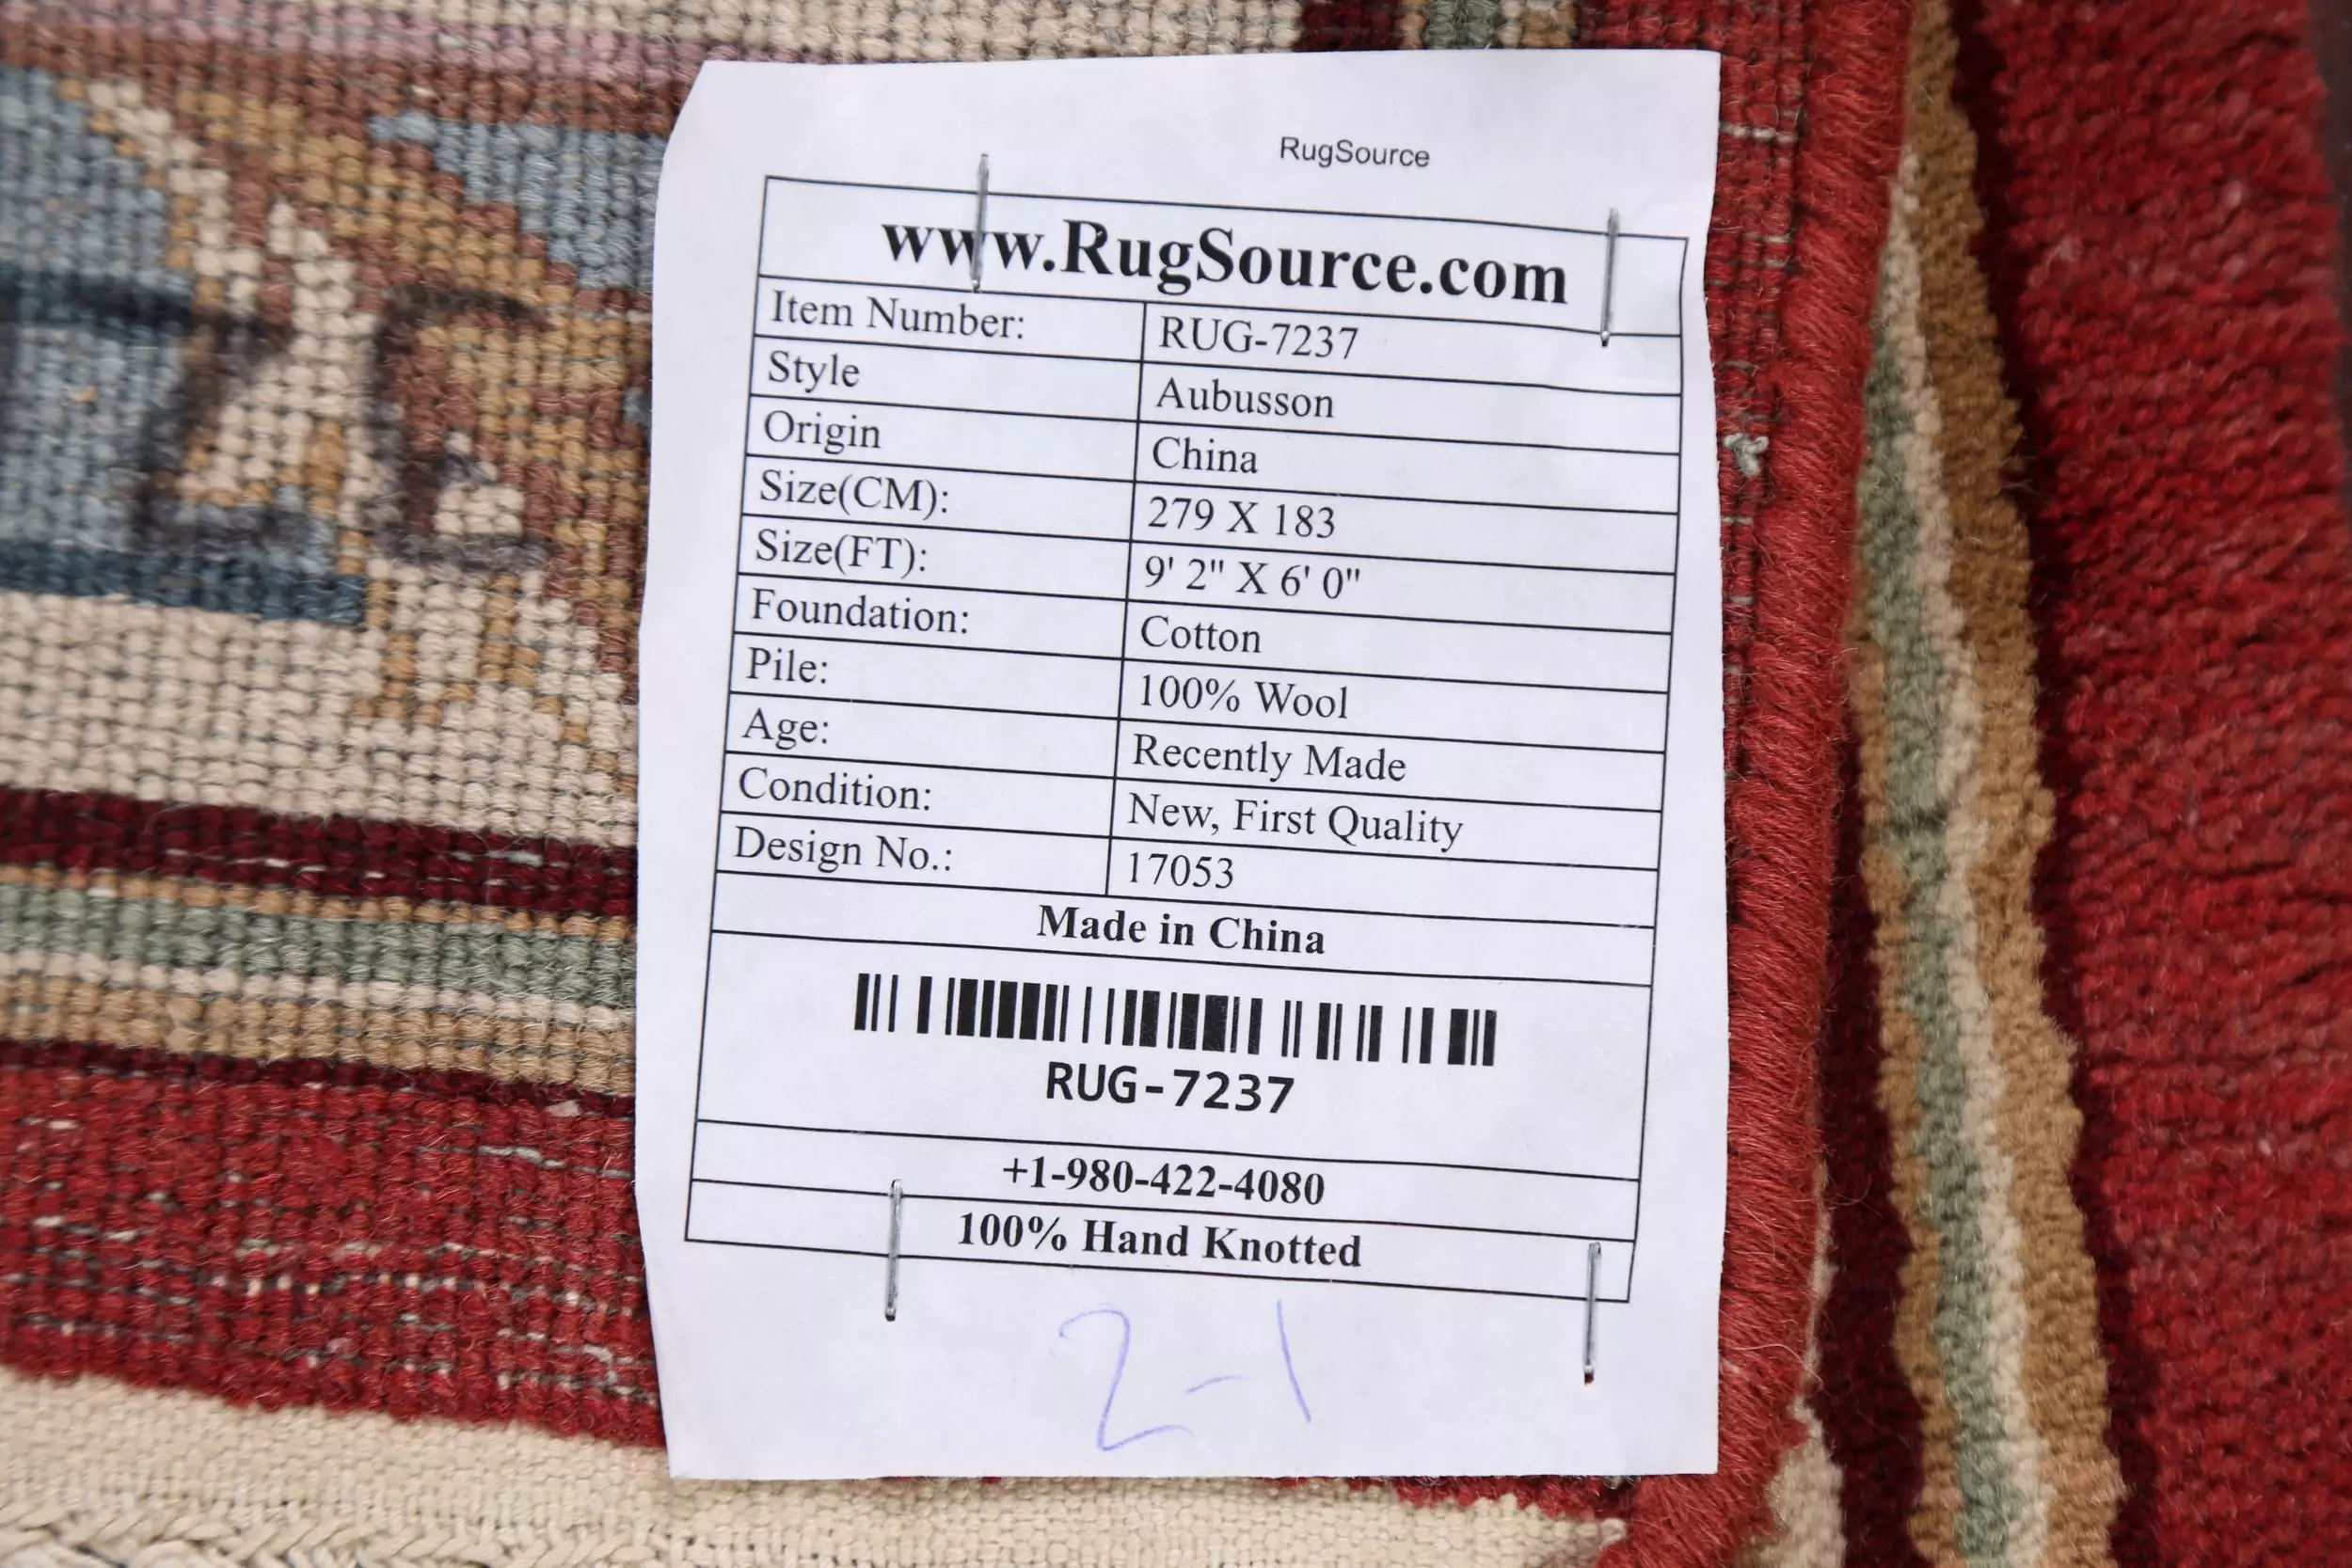 RugSource
www.RugSource.com
Item Number: RUG-7237
Style Aubusson
Origin China
Size(CM): 279 X 183
Size(FT): 9' 2" X 6' 0"
Foundation: Cotton
Pile: 100% Wool
Age: Recently Made
Condition: New, First Quality
Design No.: 17053
Made in China
RUG-7237
+1-980-422-4080
100% Hand Knotted
2-1